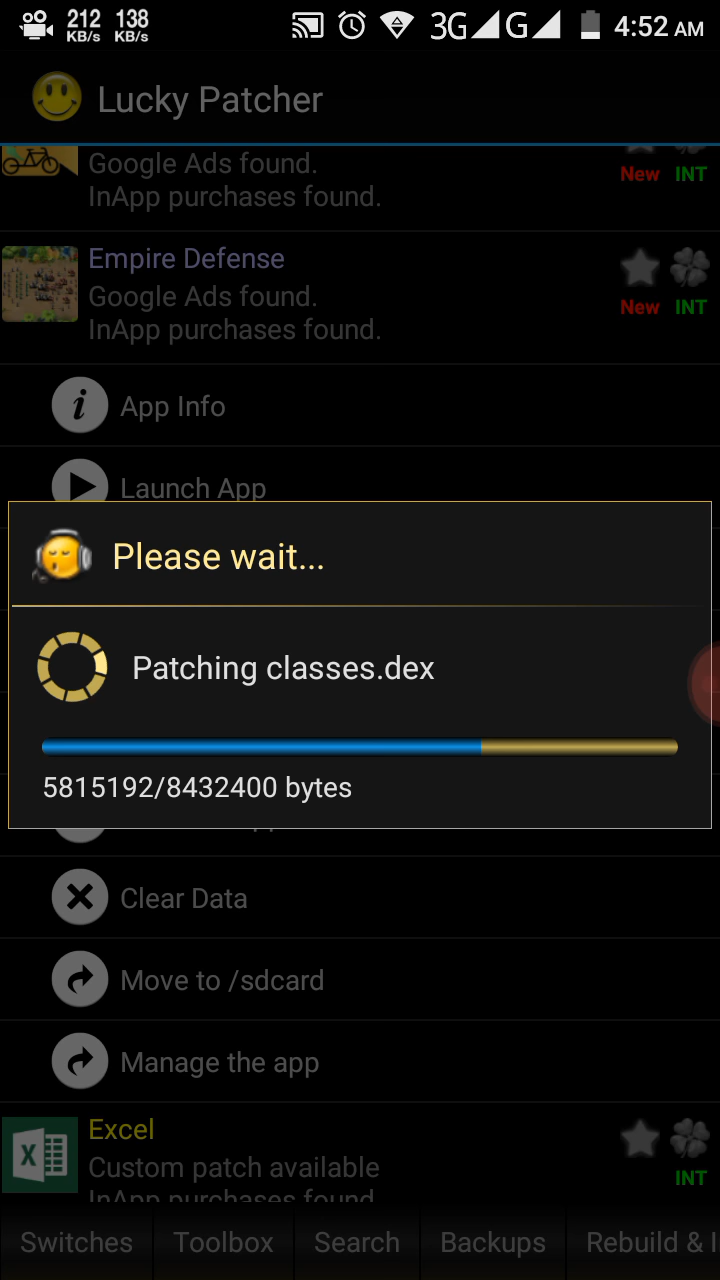 212 138
KB/s KB/s
3G G 4:52 AM
Lucky Patcher
Google Ads found.
InApp purchases found.
New INT
Empire Defense
Google Ads found.
InApp purchases found.
New INT
App Info
Launch App
Please wait...
Patching classes.dex
5815192/8432400 bytes
Clear Data
Move to /sdcard
Manage the app
Excel
Custom patch available
InApp purchases found
INT
Switches Toolbox Search Backups Rebuild &